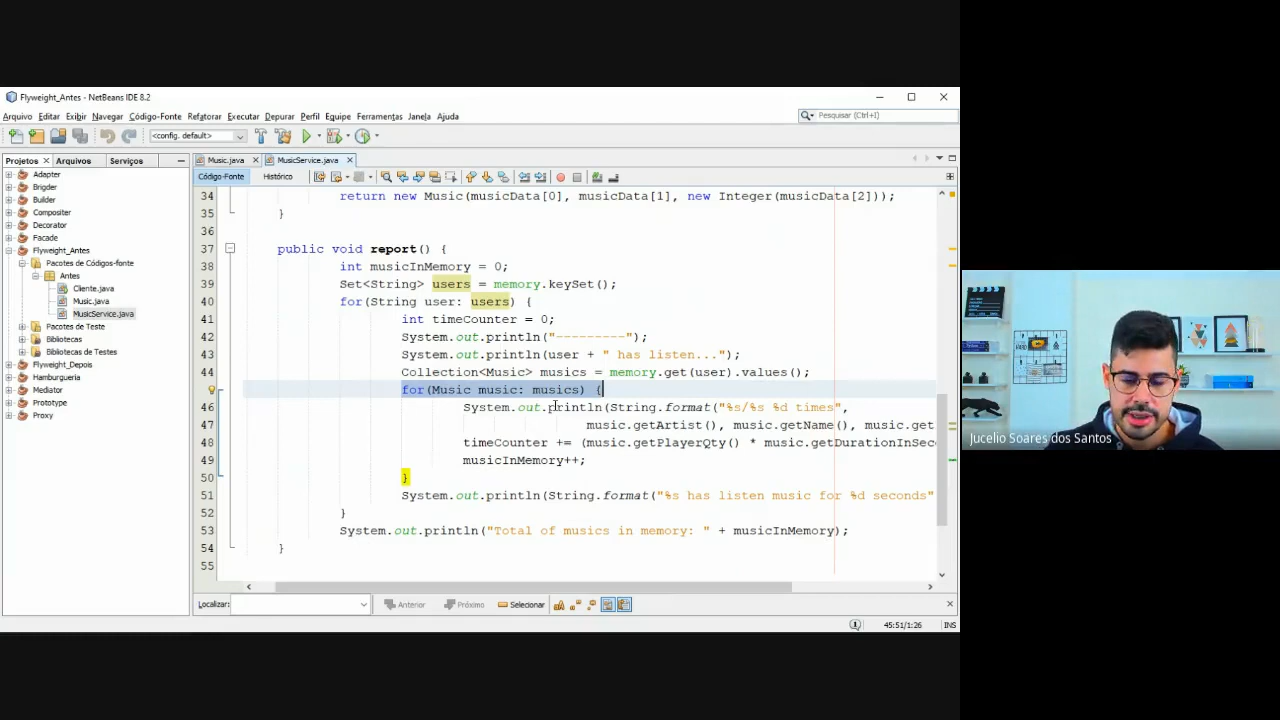 Flyweight_Antes - NetBeans IDE 8.2
Arquivo Editar Exibir Navegar Código-Fonte Refatorar Executar Depurar Perfil Equipe Ferramentas Janela Ajuda
Pesquisar (Ctrl+I)
<config. default>
Projetos Arquivos Serviços
Music.java MusicService.java
Código-Fonte Histórico
Adapter
Brigder
Builder
Compositer
Decorator
Facade
Flyweight_Antes
Pacotes de Códigos-fonte
Antes
Cliente.java
Music.java
MusicService.java
Pacotes de Teste
Bibliotecas
Bibliotecas de Testes
Flyweight_Depois
Hamburgueria
Mediator
Prototype
Proxy
34 return new Music(musicData[0], musicData[1], new Integer(musicData[2]));
35 }
36
37 public void report() {
38 int musicInMemory = 0;
39 Set<String> users = memory.keySet();
40 for(String user: users) {
41 int timeCounter = 0;
42 System.out.println("---------");
43 System.out.println(user + " has listen...");
44 Collection<Music> musics = memory.get(user).values();
for(Music music: musics) {
46 System.out.println(String.format("%s/%s %d times",
47 music.getArtist(), music.getName(), music.get
48 timeCounter += (music.getPlayerQty() * music.getDurationInSec
49 musicInMemory++;
50 }
51 System.out.println(String.format("%s has listen music for %d seconds"
52 }
53 System.out.println("Total of musics in memory: " + musicInMemory);
54 }
55
Localizar: Anterior Próximo Selecionar
45:51/1:26 INS
Jucelio Soares dos Santos